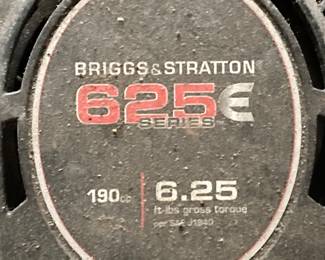 BRIGGS & STRATTON
625E
SERIES
190cc
6.25
ft-lbs gross torque
per SAE J1940